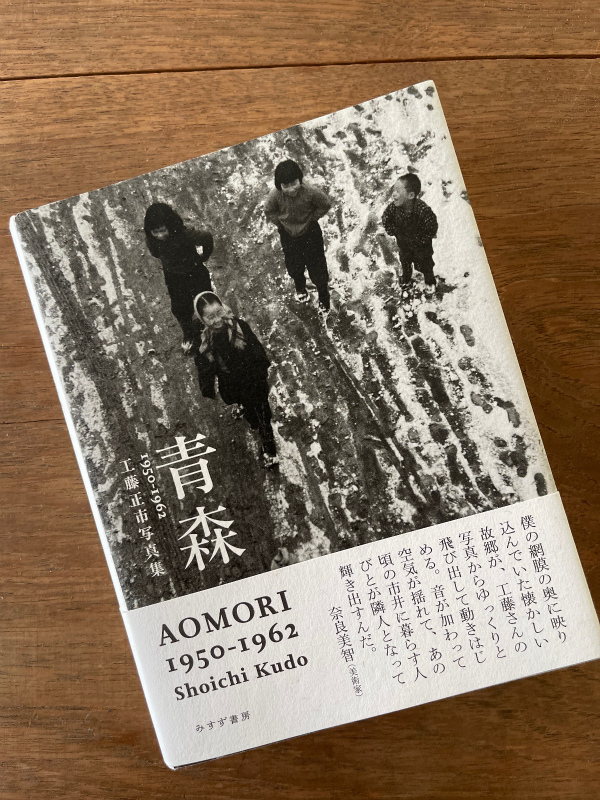 青森
1950-1962
工藤正市写真集
AOMORI
1950-1962
Shoichi Kudo
みすず書房
僕の網膜の奥に映り
込んでいた懐かしい
故郷が、工藤さんの
写真からゆっくりと
飛び出して動きはじ
める。音が加わって
空気が揺れて、あの
頃の市井に暮らす人
びとが隣人となって
輝き出すんだ。
奈良美智(美術家)